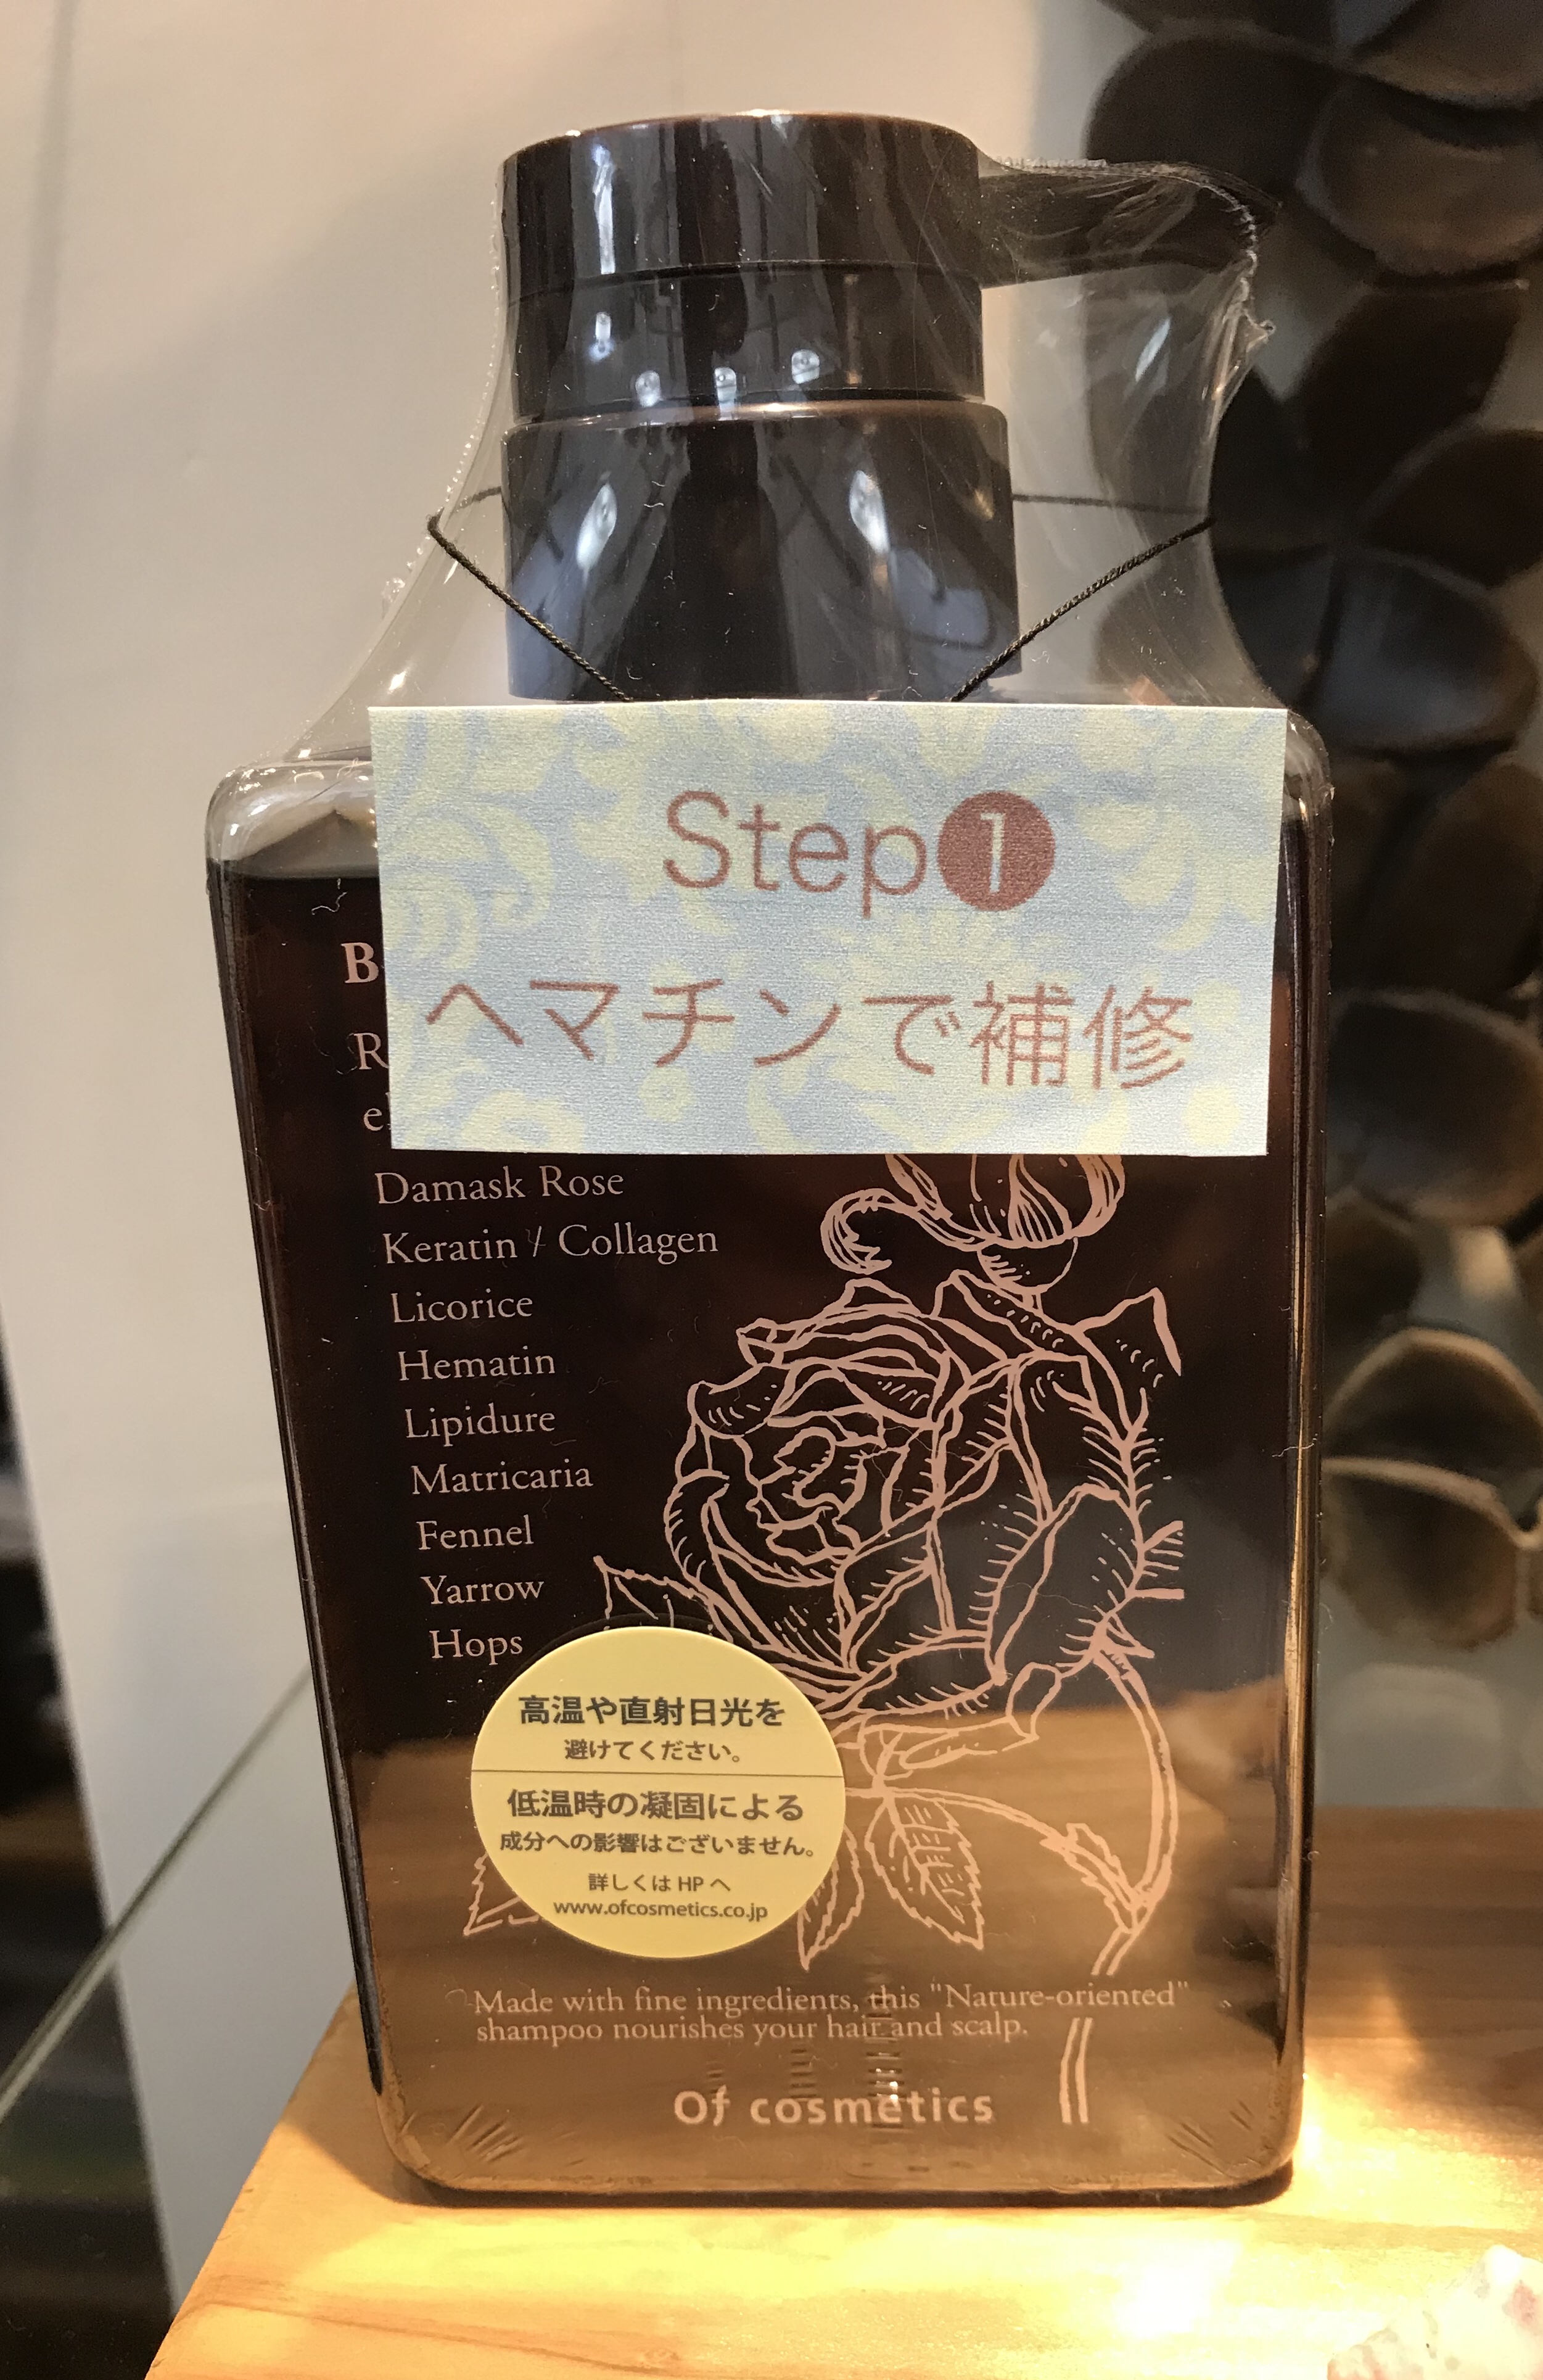 Step❶
ヘマチンで補修
Damask Rose
Keratin / Collagen
Licorice
Hematin
Lipidure
Matricaria
Fennel
Yarrow
Hops
高温や直射日光を
避けてください。
低温時の凝固による
成分への影響はございません。
詳しくは HP へ
www.ofcosmetics.co.jp
Made with fine ingredients, this "Nature-oriented"
shampoo nourishes your hair and scalp.
Of cosmetics